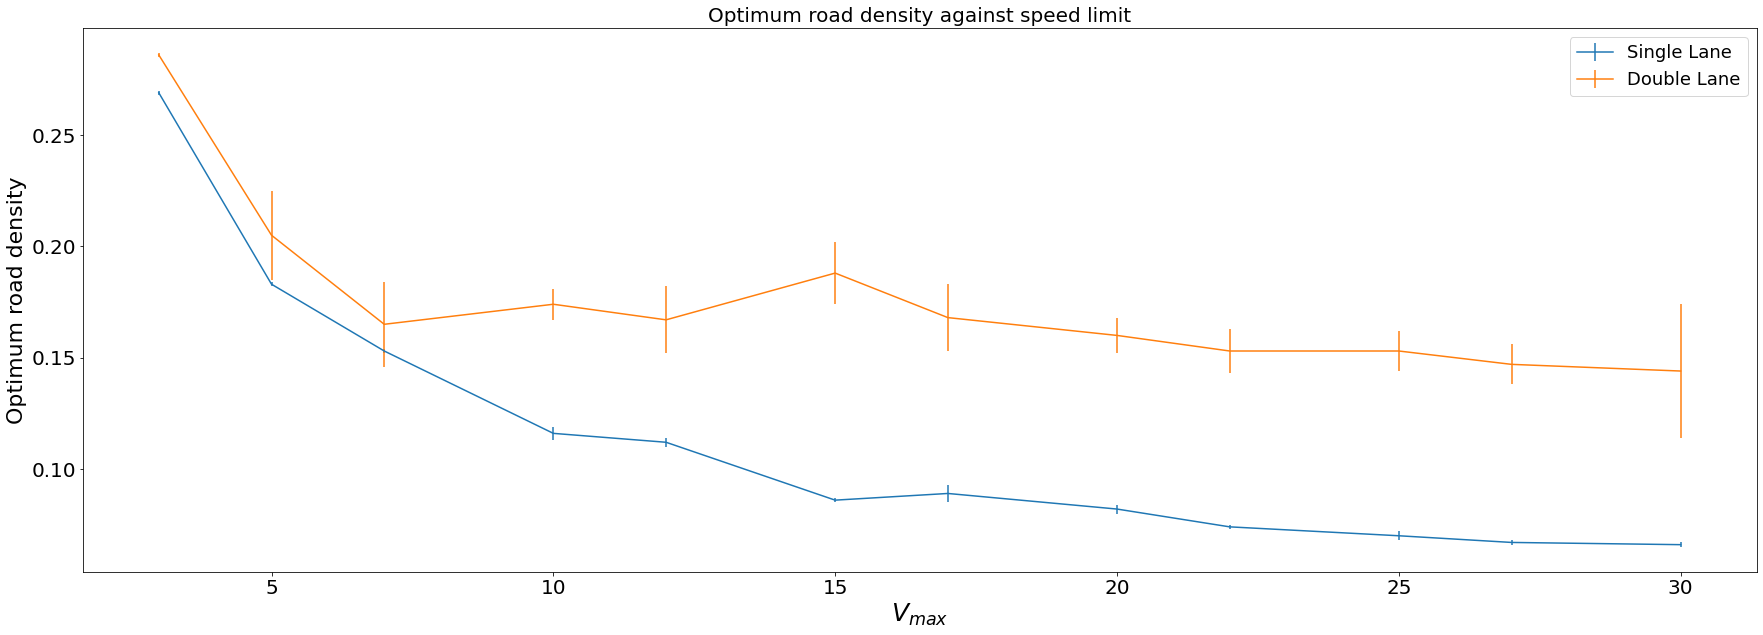 Optimum road density against speed limit
Single Lane
Double Lane
Optimum road density
0.25
0.20
0.15
0.10
5 10 15 20 25 30
V_max